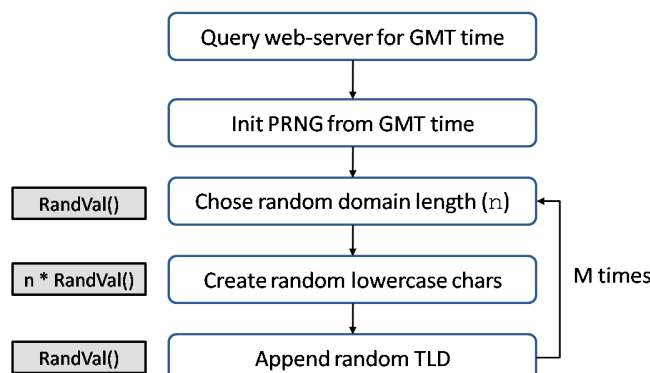 Query web-server for GMT time
Init PRNG from GMT time
RandVal()
Chose random domain length (n)
n * RandVal()
Create random lowercase chars
M times
RandVal()
Append random TLD